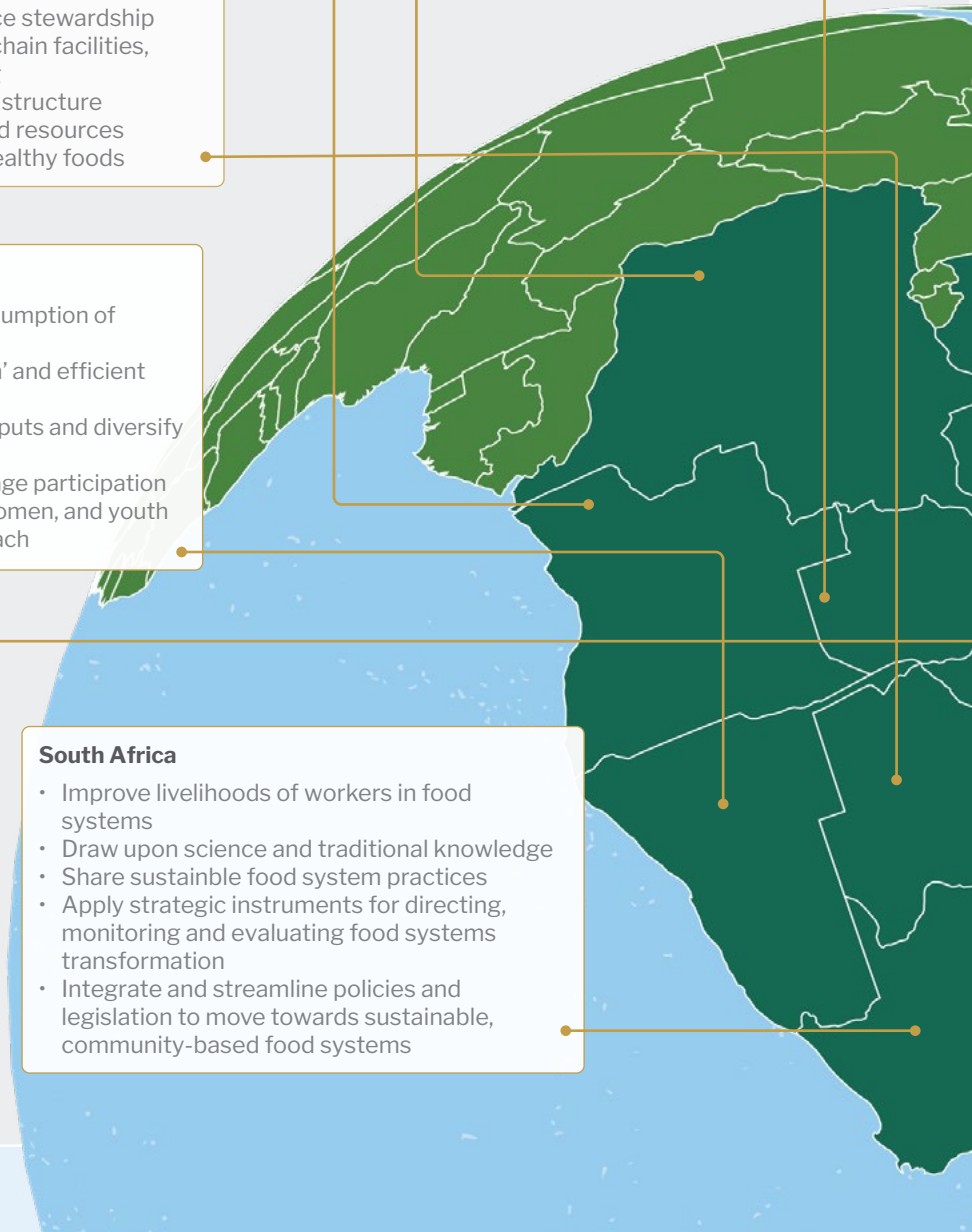 ce stewardship
chain facilities,
structure
d resources
ealthy foods
sumption of
' and efficient
puts and diversify
ge participation
omen, and youth
ach
South Africa
• Improve livelihoods of workers in food
systems
• Draw upon science and traditional knowledge
• Share sustainble food system practices
• Apply strategic instruments for directing,
monitoring and evaluating food systems
transformation
• Integrate and streamline policies and
legislation to move towards sustainable,
community-based food systems